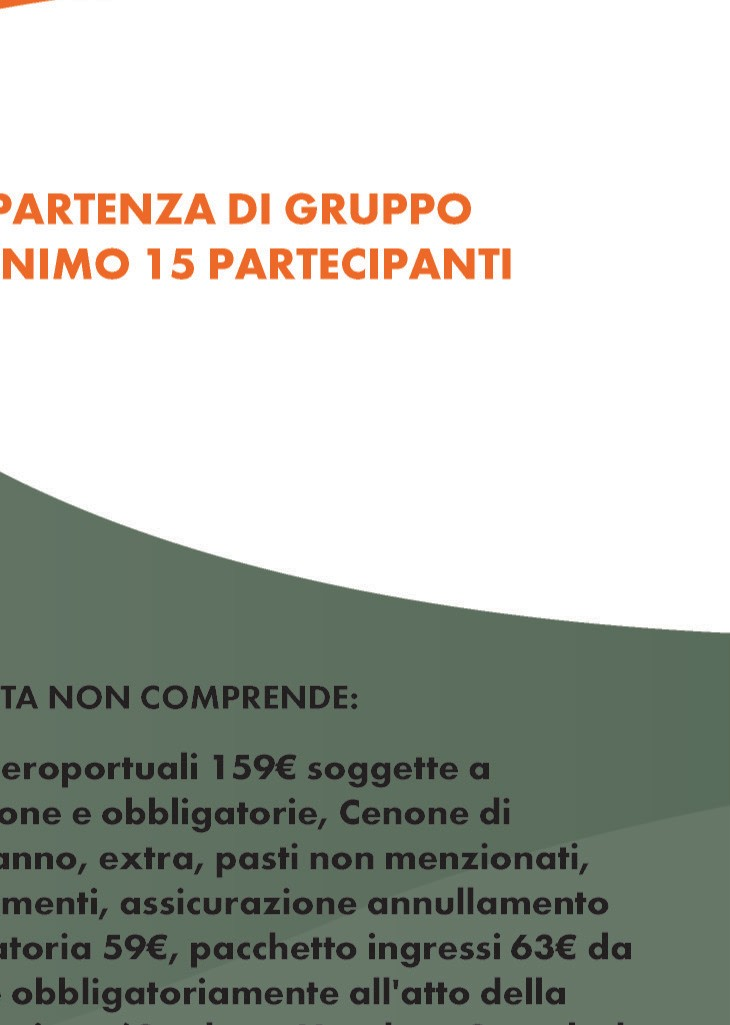 PARTENZA DI GRUPPO
NIMO 15 PARTECIPANTI
TA NON COMPRENDE:
eroportuali 159€ soggette a
one e obbligatorie, Cenone di
anno, extra, pasti non menzionati,
menti, assicurazione annullamento
atoria 59€, pacchetto ingressi 63€ da
obbligatoriamente all'atto della